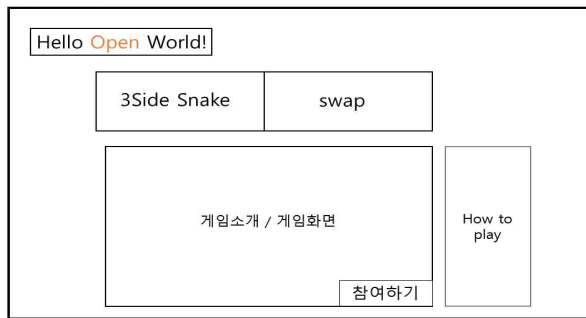 Hello Open World!
3Side Snake
swap
게임소개 / 게임화면
How to
play
참여하기